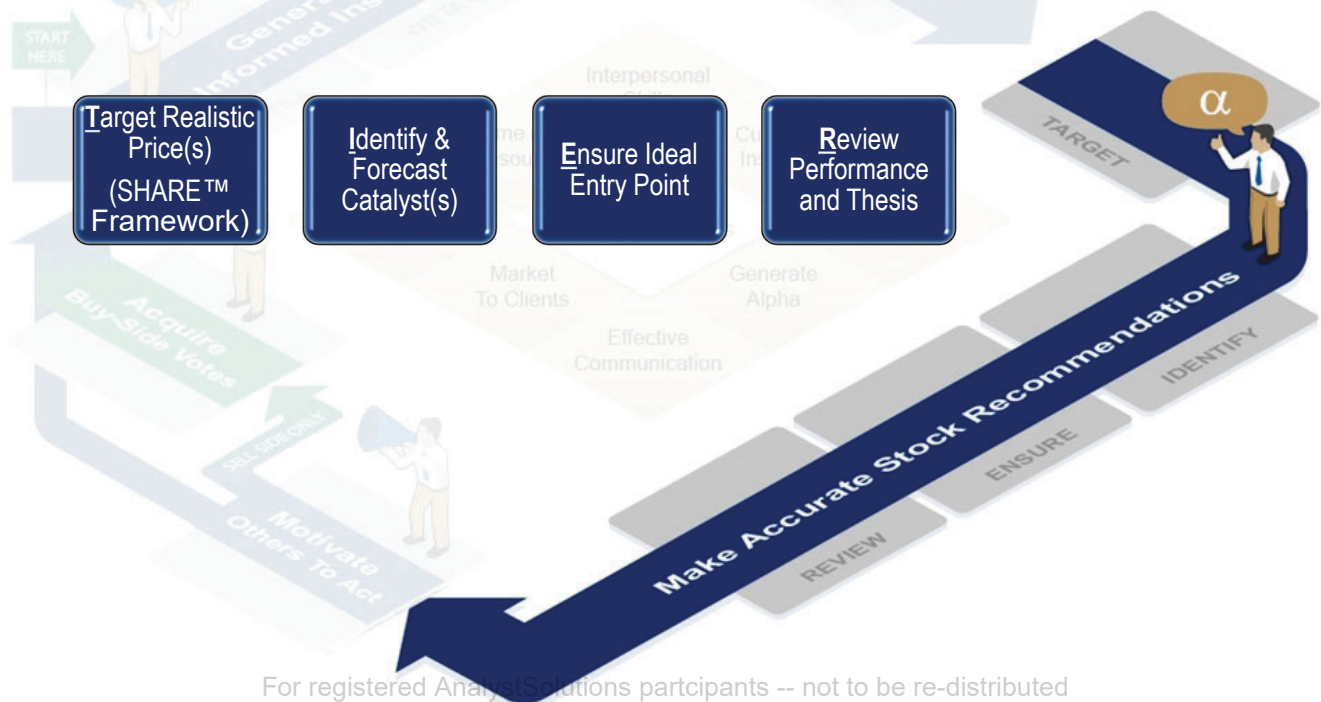 START
HERE
Interpersonal
Target Realistic
Price(s)
(SHARE™
Framework)
Identify &
Forecast
Catalyst(s)
Ensure Ideal
Entry Point
Review
Performance
and Thesis
α
TARGET
Market
To Clients
Generate
Alpha
Effective
Communication
Acquire
Buy-Side Votes
SELL SIDE ONLY
Motivate
Others To Act
Make Accurate Stock Recommendations
IDENTIFY
ENSURE
REVIEW
For registered AnalystSolutions partcipants -- not to be re-distributed